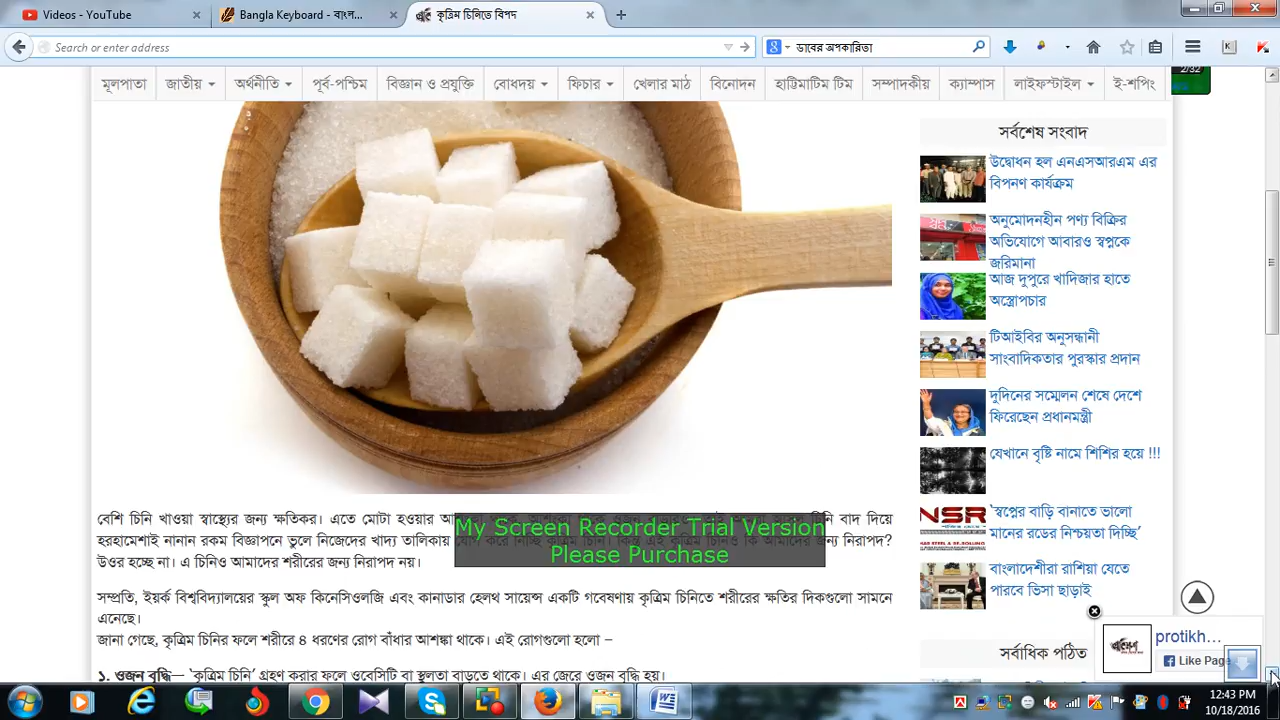 Videos - YouTube
Bangla Keyboard - বাংল...
কৃত্রিম চিনিতে বিপদ
Search or enter address
ডাবের অপকারিতা
মূলপাতা জাতীয় অর্থনীতি পূর্ব-পশ্চিম বিজ্ঞান ও প্রযুক্তি বোধদয় ফিচার খেলার মাঠ বিনোদন হাট্টিমাটিম টিম সম্পাদকীয় ক্যাম্পাস লাইফস্টাইল ই-শপিং
2/32
সর্বশেষ সংবাদ
উদ্বোধন হল এনএসআরএম এর
বিপণণ কার্যক্রম
অনুমোদনহীন পণ্য বিক্রির
অভিযোগে আবারও স্বপ্নকে
জরিমানা
আজ দুপুরে খাদিজার হাতে
অস্ত্রোপচার
টিআইবির অনুসন্ধানী
সাংবাদিকতার পুরস্কার প্রদান
দুদিনের সম্মেলন শেষে দেশে
ফিরেছেন প্রধানমন্ত্রী
যেখানে বৃষ্টি নামে শিশির হয়ে !!!
NSR
'স্বপ্নের বাড়ি বানাতে ভালো
মানের রডের নিশ্চয়তা দিচ্ছি'
বাংলাদেশীরা রাশিয়া যেতে
পারবে ভিসা ছাড়াই
সর্বাধিক পঠিত
protikh...
Like Page
বেশি চিনি খাওয়া স্বাস্থ্যের জন্য ক্ষতিকর। এতে মোটা হওয়ার চিনি বাদ দিয়ে
My Screen Recorder Trial Version
Please Purchase
হরহামেশাই নানান রকম বিজ্ঞাপনে ভুলে নিজেদের খাদ্য তালিকায় যোগ করে নিচ্ছি কৃত্রিম চিনি। কিন্তু এই কৃত্রিম চিনিও কি আমাদের জন্য নিরাপদ?
উত্তর হচ্ছে না। এ চিনিও আমাদের শরীরের জন্য নিরাপদ নয়।
সম্প্রতি, ইয়র্ক বিশ্ববিদ্যালয়ের স্কুল অফ কিনেসিওলজি এবং কানাডার হেলথ সায়েন্স একটি গবেষণায় কৃত্রিম চিনিতে শরীরের ক্ষতির দিকগুলো সামনে
এনেছে।
জানা গেছে, কৃত্রিম চিনির ফলে শরীরে ৪ ধরণের রোগ বাঁধার আশঙ্কা থাকে। এই রোগগুলো হলো –
১. ওজন বৃদ্ধি— 'কৃত্রিম চিনি' গ্রহণ করার ফলে ওবেসিটি বা স্থূলতা বাড়তে থাকে। এর জেরে ওজন বৃদ্ধি হয়।
12:43 PM
10/18/2016